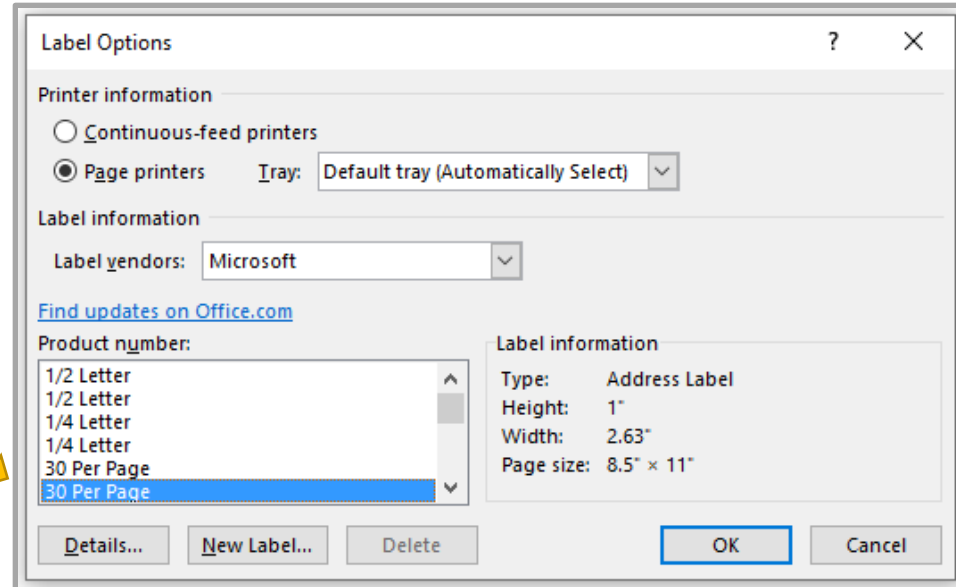 Label Options ?
Printer information
Continuous-feed printers
Page printers Tray: Default tray (Automatically Select)
Label information
Label vendors: Microsoft
Find updates on Office.com
Product number:
1/2 Letter
1/2 Letter
1/4 Letter
1/4 Letter
30 Per Page
30 Per Page
Label information
Type: Address Label
Height: 1"
Width: 2.63"
Page size: 8.5" × 11"
Details... New Label... Delete OK Cancel